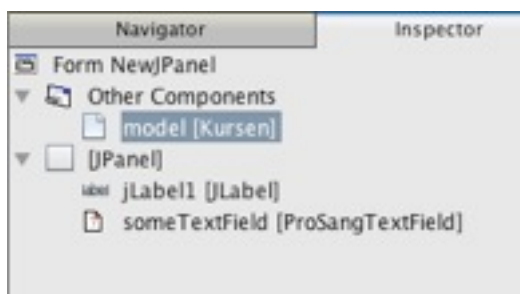 Navigator Inspector
Form NewJPanel
Other Components
model [Kursen]
[JPanel]
label jLabel1 [JLabel]
someTextField [ProSangTextField]